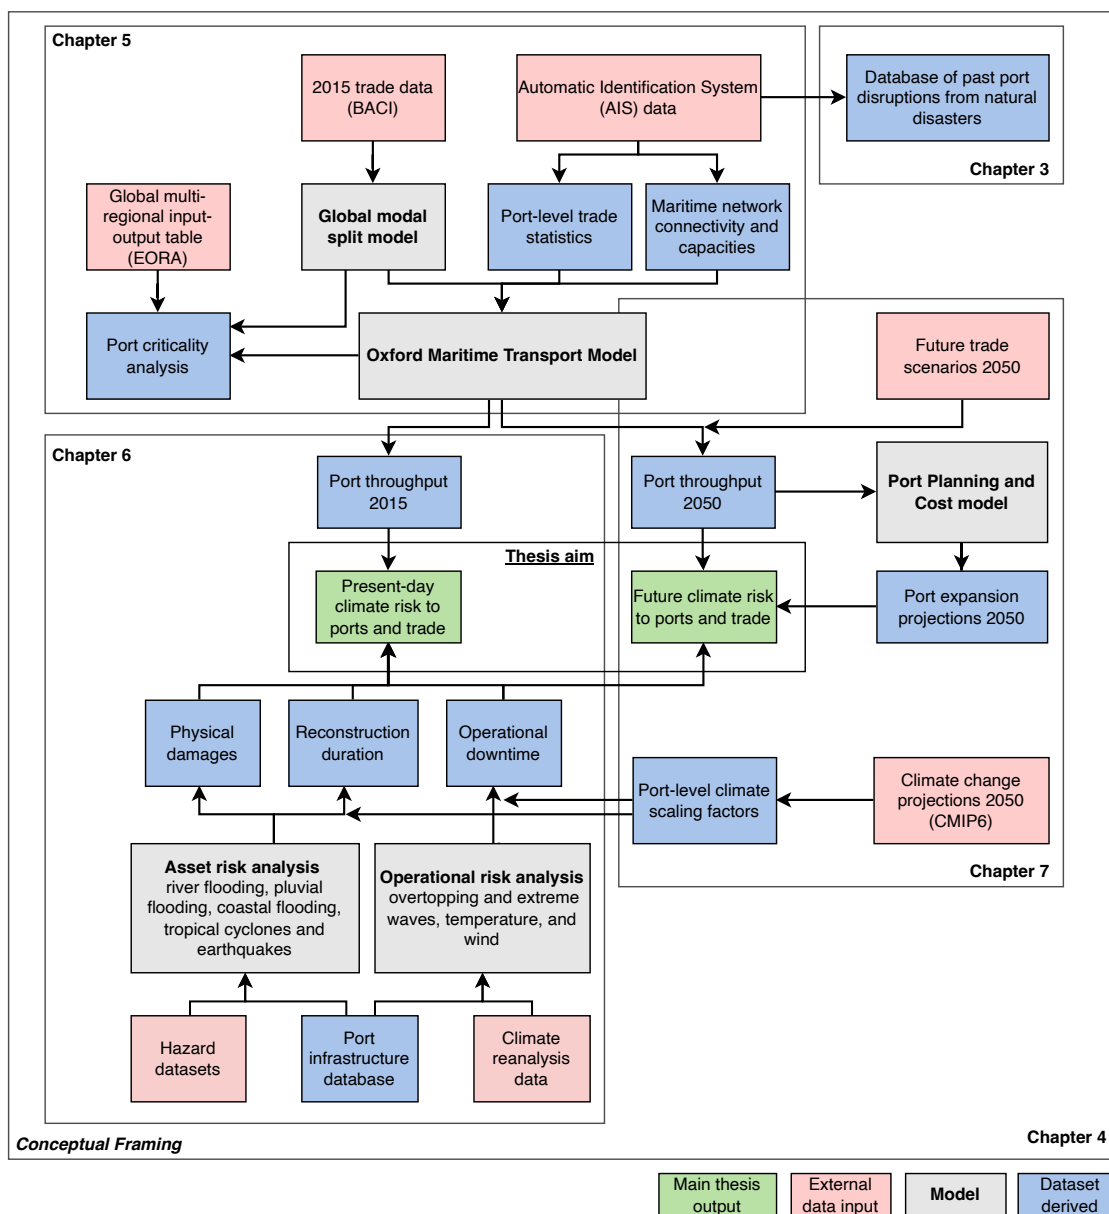 Chapter 5
2015 trade data
(BACI)
Automatic Identification System
(AIS) data
Database of past port
disruptions from natural
disasters
Chapter 3
Global multi-
regional input-
output table
(EORA)
Global modal
split model
Port-level trade
statistics
Maritime network
connectivity and
capacities
Port criticality
analysis
Oxford Maritime Transport Model
Future trade
scenarios 2050
Chapter 6
Port throughput
2015
Port throughput
2050
Port Planning and
Cost model
Thesis aim
Present-day
climate risk to
ports and trade
Future climate risk
to ports and trade
Port expansion
projections 2050
Physical
damages
Reconstruction
duration
Operational
downtime
Port-level climate
scaling factors
Climate change
projections 2050
(CMIP6)
Chapter 7
Asset risk analysis
river flooding, pluvial
flooding, coastal flooding,
tropical cyclones and
earthquakes
Operational risk analysis
overtopping and extreme
waves, temperature, and
wind
Hazard
datasets
Port
infrastructure
database
Climate
reanalysis
data
Conceptual Framing
Chapter 4
Main thesis
output
External
data input
Model
Dataset
derived